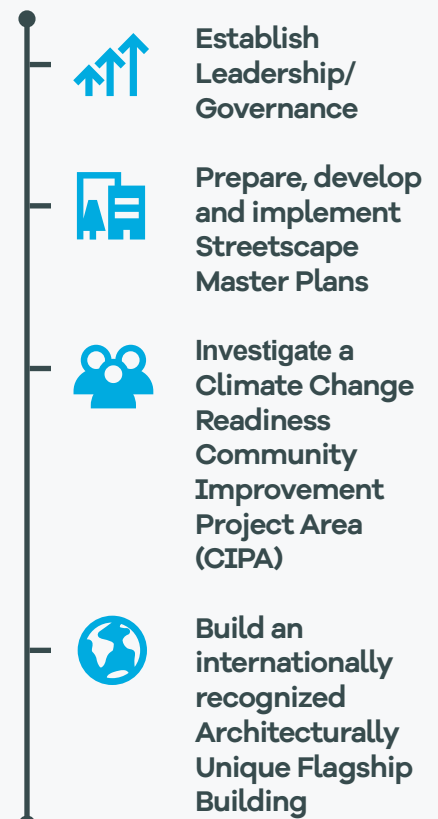 Establish
Leadership/
Governance
Prepare, develop
and implement
Streetscape
Master Plans
Investigate a
Climate Change
Readiness
Community
Improvement
Project Area
(CIPA)
Build an
internationally
recognized
Architecturally
Unique Flagship
Building